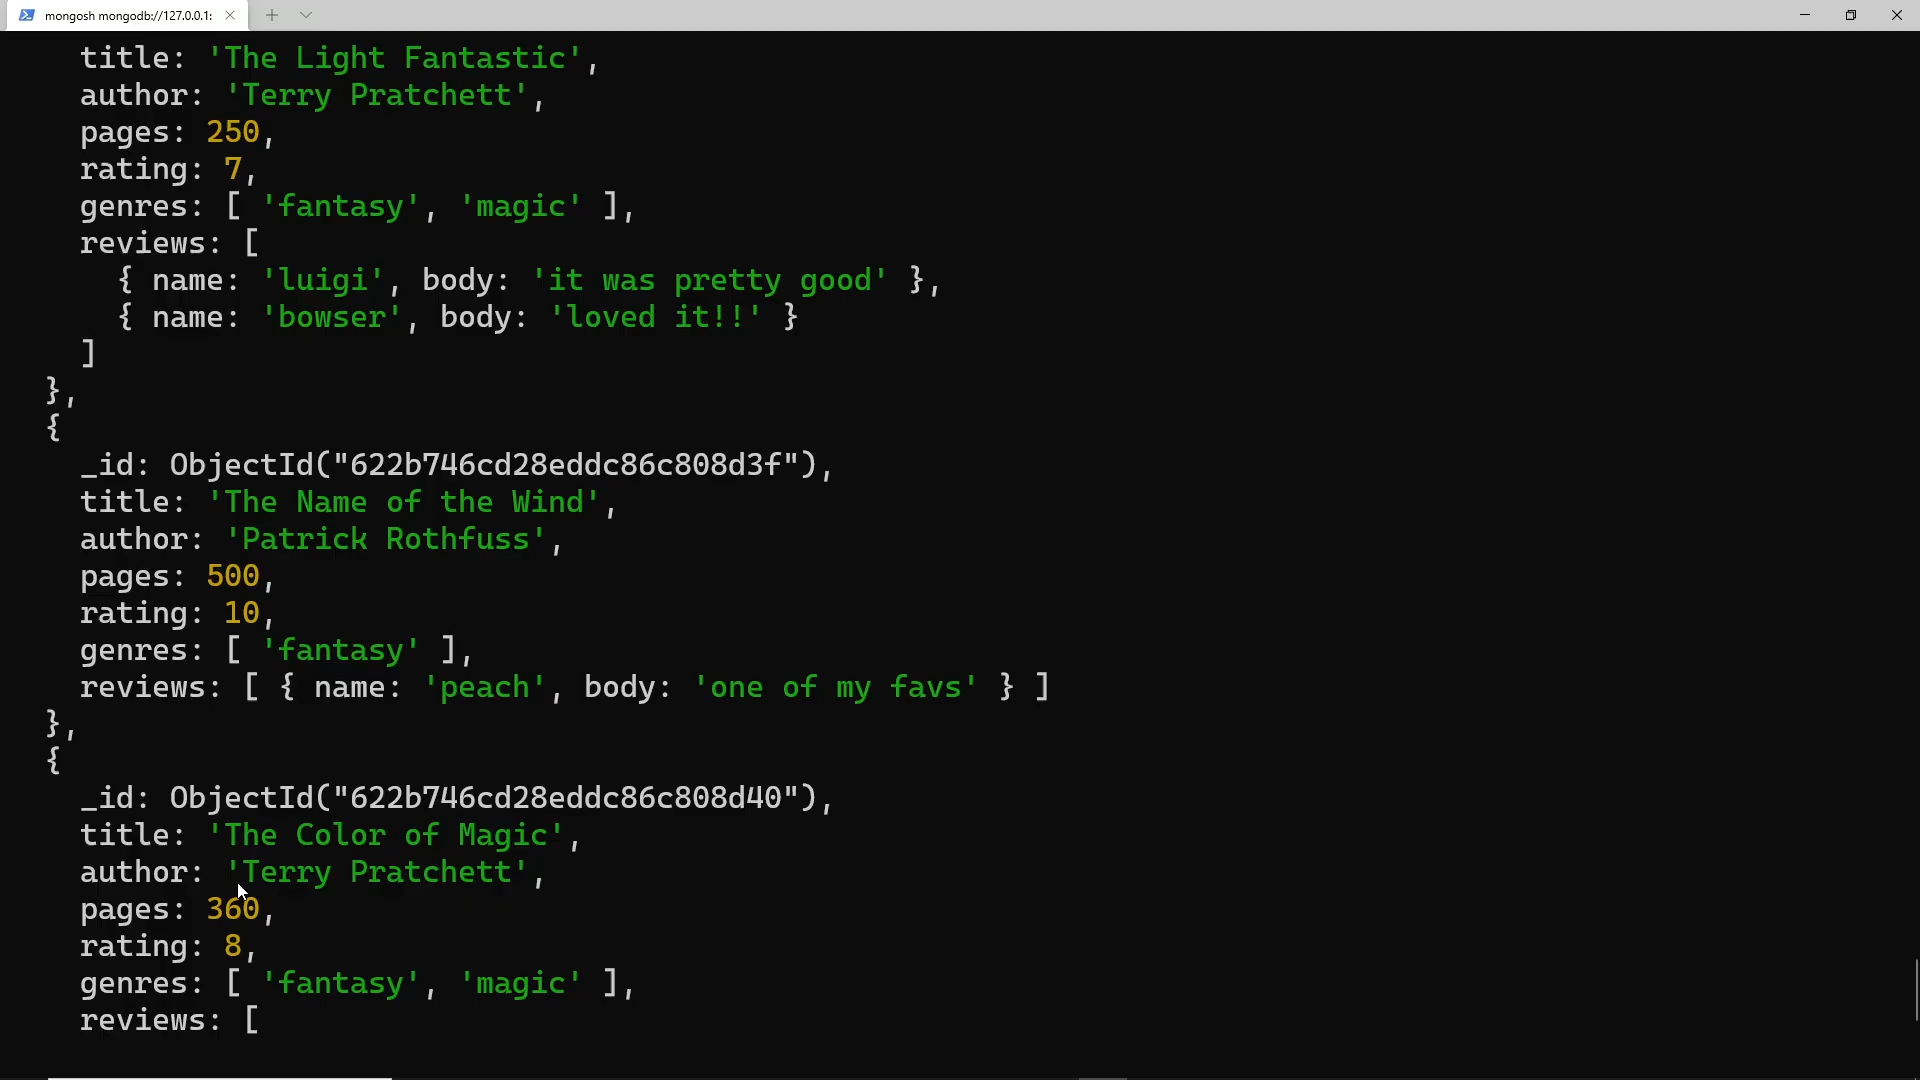 mongosh mongodb://127.0.0.1:
title: 'The Light Fantastic',
author: 'Terry Pratchett',
pages: 250,
rating: 7,
genres: [ 'fantasy', 'magic' ],
reviews: [
{ name: 'luigi', body: 'it was pretty good' },
{ name: 'bowser', body: 'loved it!!' }
]
},
{
_id: ObjectId("622b746cd28eddc86c808d3f"),
title: 'The Name of the Wind',
author: 'Patrick Rothfuss',
pages: 500,
rating: 10,
genres: [ 'fantasy' ],
reviews: [ { name: 'peach', body: 'one of my favs' } ]
},
{
_id: ObjectId("622b746cd28eddc86c808d40"),
title: 'The Color of Magic',
author: 'Terry Pratchett',
pages: 360,
rating: 8,
genres: [ 'fantasy', 'magic' ],
reviews: [